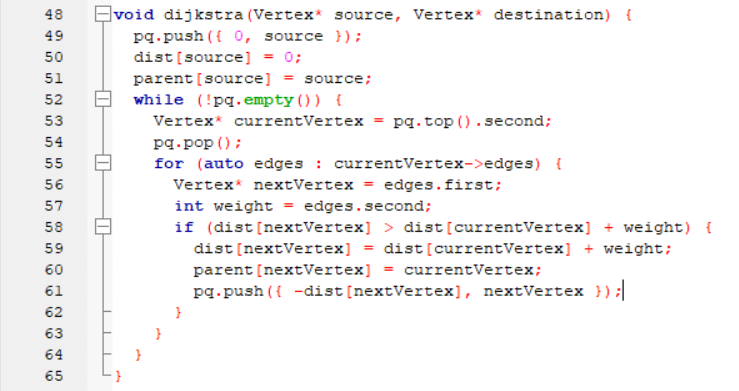 48 void dijkstra(Vertex* source, Vertex* destination) {
49 pq.push({ 0, source });
50 dist[source] = 0;
51 parent[source] = source;
52 while (!pq.empty()) {
53 Vertex* currentVertex = pq.top().second;
54 pq.pop();
55 for (auto edges : currentVertex->edges) {
56 Vertex* nextVertex = edges.first;
57 int weight = edges.second;
58 if (dist[nextVertex] > dist[currentVertex] + weight) {
59 dist[nextVertex] = dist[currentVertex] + weight;
60 parent[nextVertex] = currentVertex;
61 pq.push({ -dist[nextVertex], nextVertex });
62 }
63 }
64 }
65 }